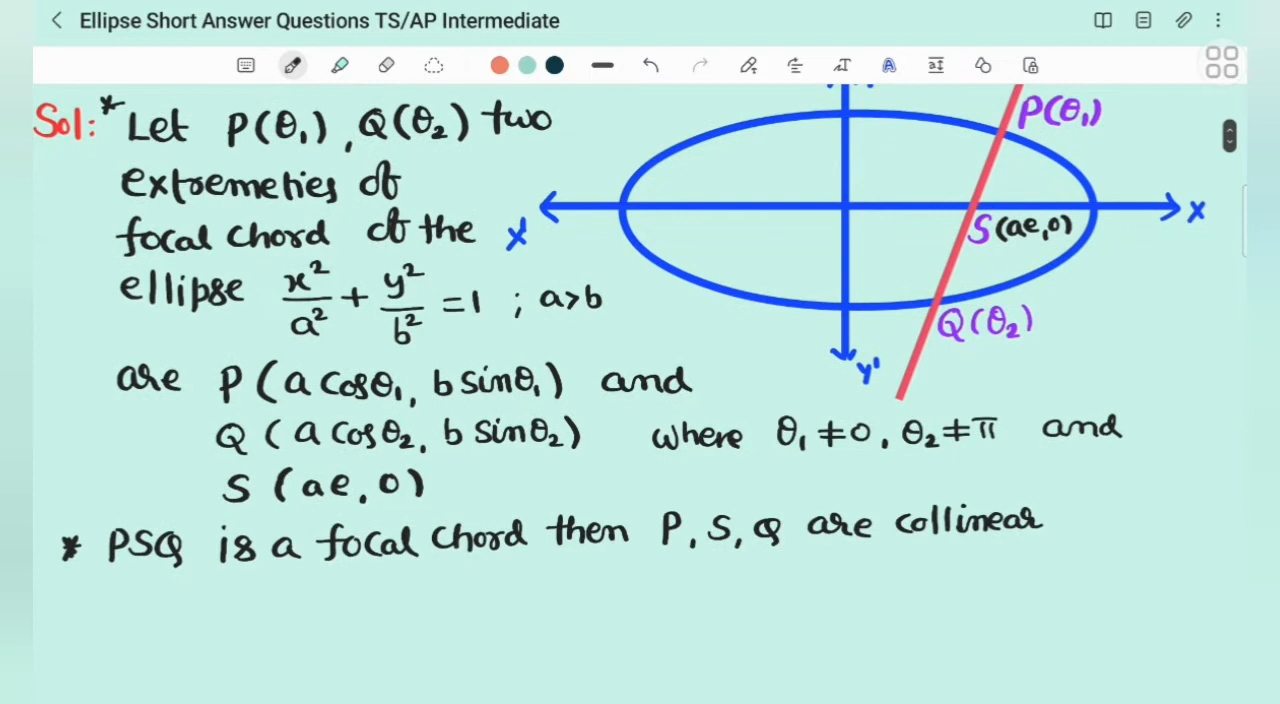 Ellipse Short Answer Questions TS/AP Intermediate
Sol: * Let P(θ₁), Q(θ₂) two
extremeties of
focal chord of the
ellipse x²/a² + y²/b² = 1 ; a>b
are P (a cosθ₁, b sinθ₁) and
Q (a cosθ₂, b sinθ₂) where θ₁ ≠ 0, θ₂ ≠ π and
S (ae, 0)
* PSQ is a focal chord then P, S, Q are collinear
P(θ₁)
X
S (ae, 0)
Q(θ₂)
y'